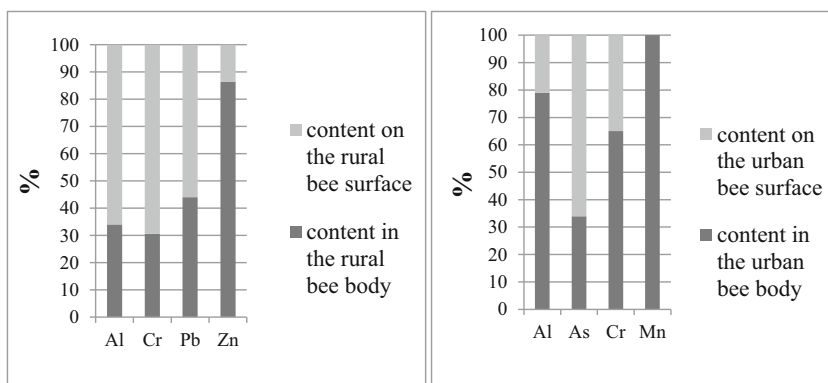 100
90
80
70
60
50
40
30
20
10
0
%
Al Cr Pb Zn
content on
the rural
bee surface
content in
the rural
bee body
100
90
80
70
60
50
40
30
20
10
0
%
Al As Cr Mn
content on
the urban
bee surface
content in
the urban
bee body